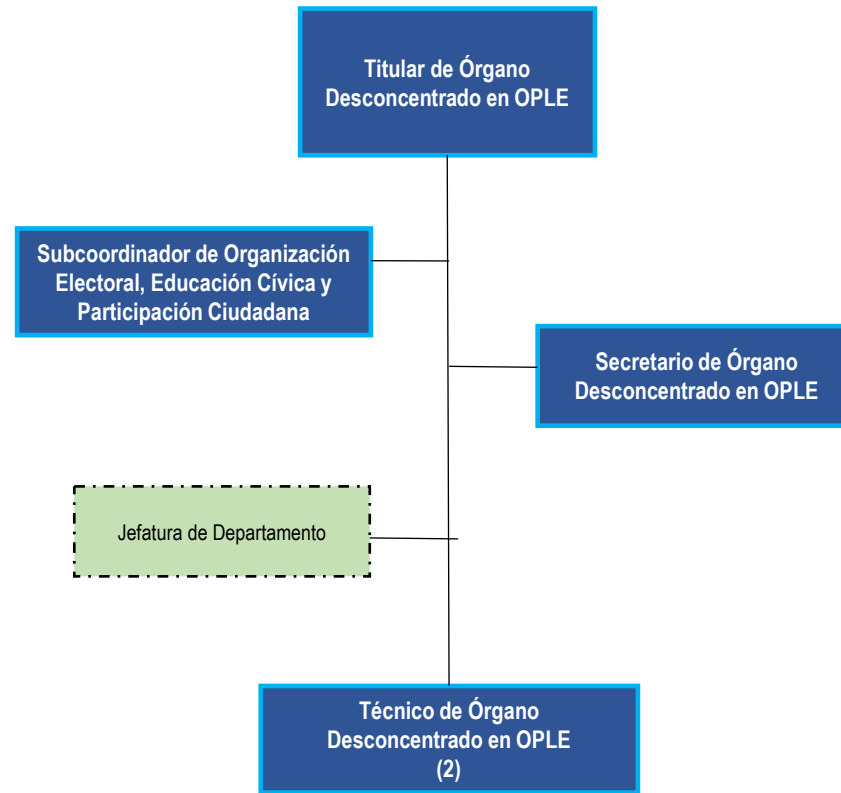 Titular de Órgano
Desconcentrado en OPLE
Subcoordinador de Organización
Electoral, Educación Cívica y
Participación Ciudadana
Secretario de Órgano
Desconcentrado en OPLE
Jefatura de Departamento
Técnico de Órgano
Desconcentrado en OPLE
(2)